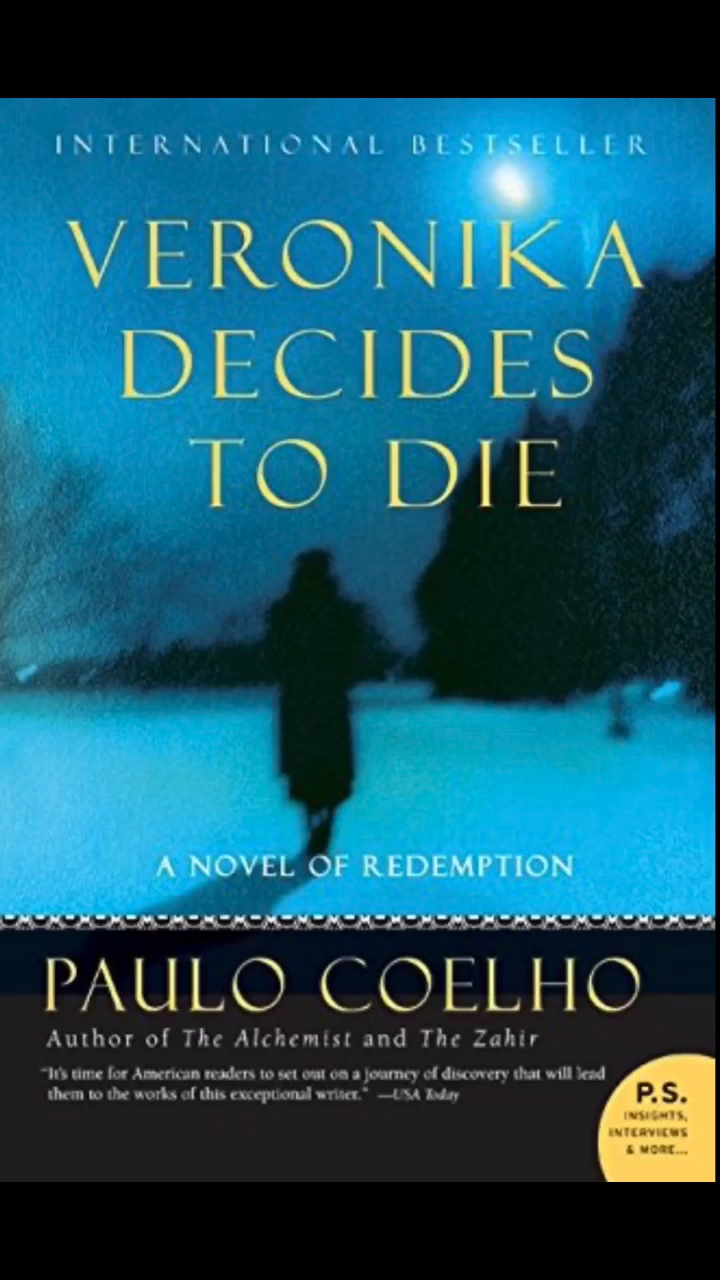 INTERNATIONAL BESTSELLER
VERONIKA
DECIDES
TO DIE
A NOVEL OF REDEMPTION
PAULO COELHO
Author of The Alchemist and The Zahir
"It's time for American readers to set out on a journey of discovery that will lead
them to the works of this exceptional writer." —USA Today
P.S.
INSIGHTS,
INTERVIEWS
& MORE...